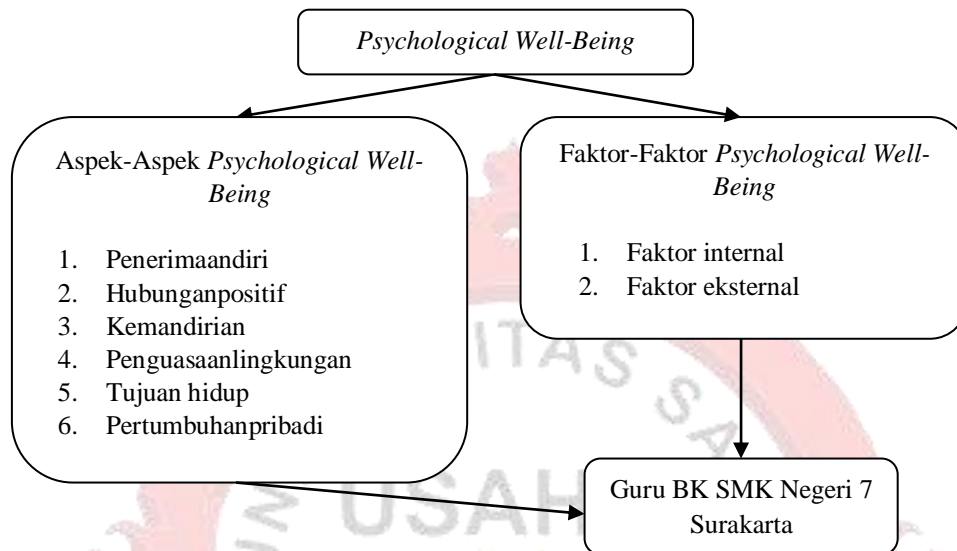 Psychological Well-Being
Aspek-Aspek Psychological Well-
Being
1. Penerimaandiri
2. Hubunganpositif
3. Kemandirian
4. Penguasaanlingkungan
5. Tujuan hidup
6. Pertumbuhanpribadi
Faktor-Faktor Psychological Well-
Being
1. Faktor internal
2. Faktor eksternal
Guru BK SMK Negeri 7
Surakarta